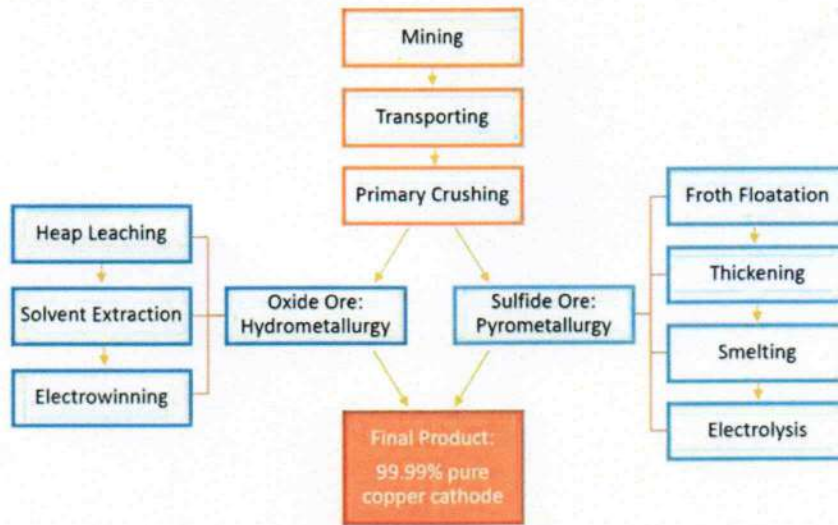 Mining
Transporting
Primary Crushing
Heap Leaching
Solvent Extraction
Electrowinning
Oxide Ore:
Hydrometallurgy
Sulfide Ore:
Pyrometallurgy
Froth Floatation
Thickening
Smelting
Electrolysis
Final Product:
99.99% pure
copper cathode